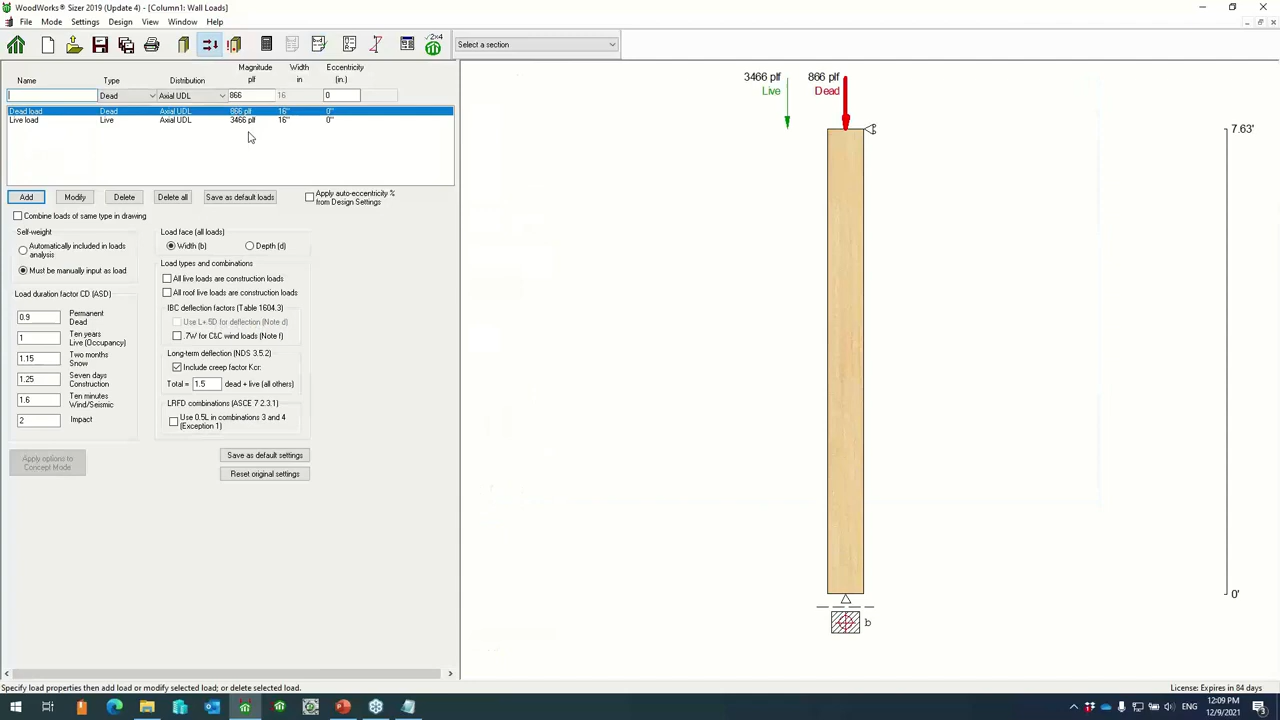 WoodWorks® Sizer 2019 (Update 4) - [Column1: Wall Loads]
File Mode Settings Design View Window Help
2×4
Select a section
Magnitude Width Eccentricity
Name Type Distribution plf in (in.)
Dead Axial UDL 866 16 0
Dead load Dead Axial UDL 866 plf 16" 0"
Live load Live Axial UDL 3466 plf 16" 0"
Add Modify Delete Delete all Save as default loads
Apply auto-eccentricity %
from Design Settings
Combine loads of same type in drawing
Self-weight
Automatically included in loads
analysis
Must be manually input as load
Load duration factor CD (ASD)
0.9 Permanent
Dead
1 Ten years
Live (Occupancy)
1.15 Two months
Snow
1.25 Seven days
Construction
1.6 Ten minutes
Wind/Seismic
2 Impact
Apply options to
Concept Mode
Load face (all loads)
Width (b) Depth (d)
Load types and combinations
All live loads are construction loads
All roof live loads are construction loads
IBC deflection factors (Table 1604.3)
Use L+.5D for deflection (Note d)
.7W for C&C wind loads (Note f)
Long-term deflection (NDS 3.5.2)
Include creep factor Kcr:
Total = 1.5 dead + live (all others)
LRFD combinations (ASCE 7 2.3.1)
Use 0.5L in combinations 3 and 4
(Exception 1)
Save as default settings
Reset original settings
3466 plf 866 plf
Live Dead
7.63'
0'
b
Specify load properties then add load or modify selected load; or delete selected load.
License: Expires in 84 days
ENG
12:09 PM
12/9/2021